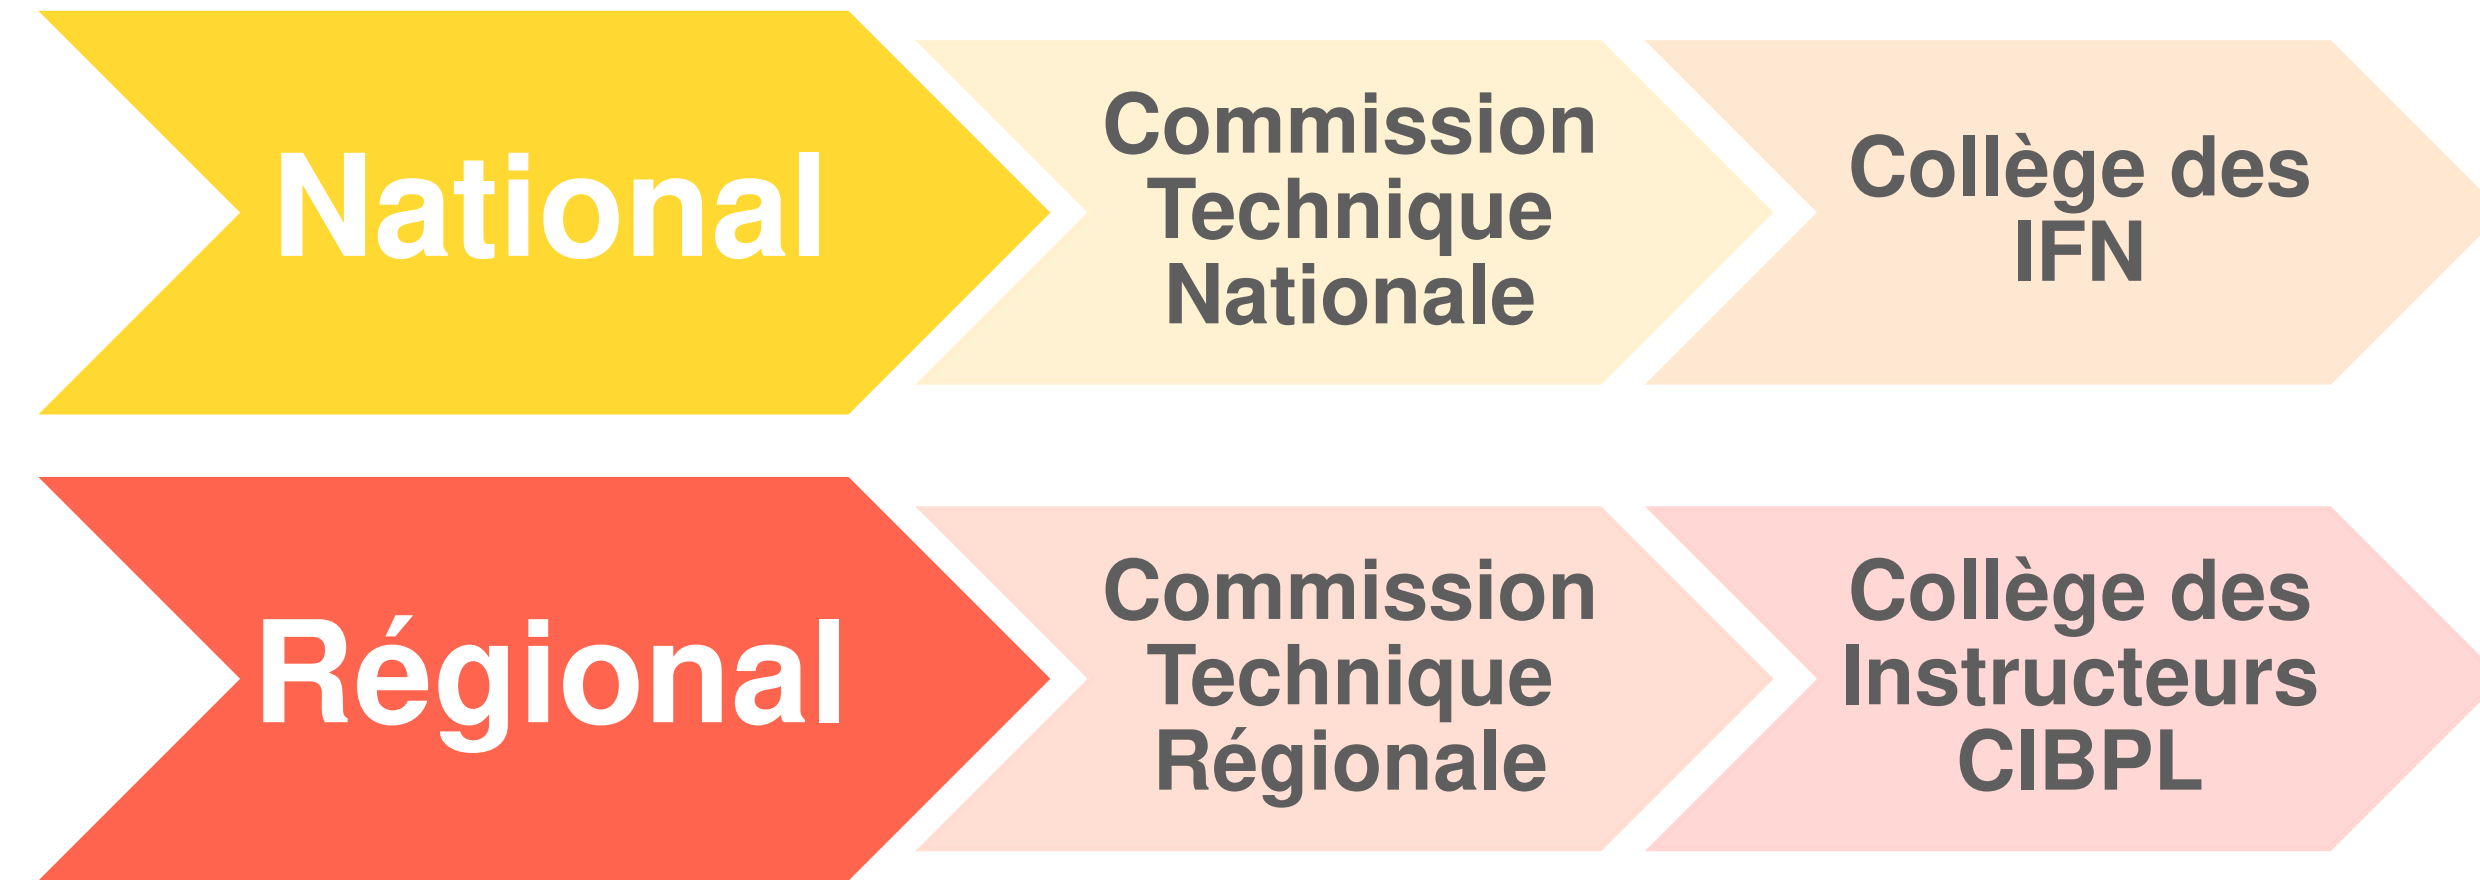 National
Commission
Technique
Nationale
Collège des
IFN
Régional
Commission
Technique
Régionale
Collège des
Instructeurs
CIBPL